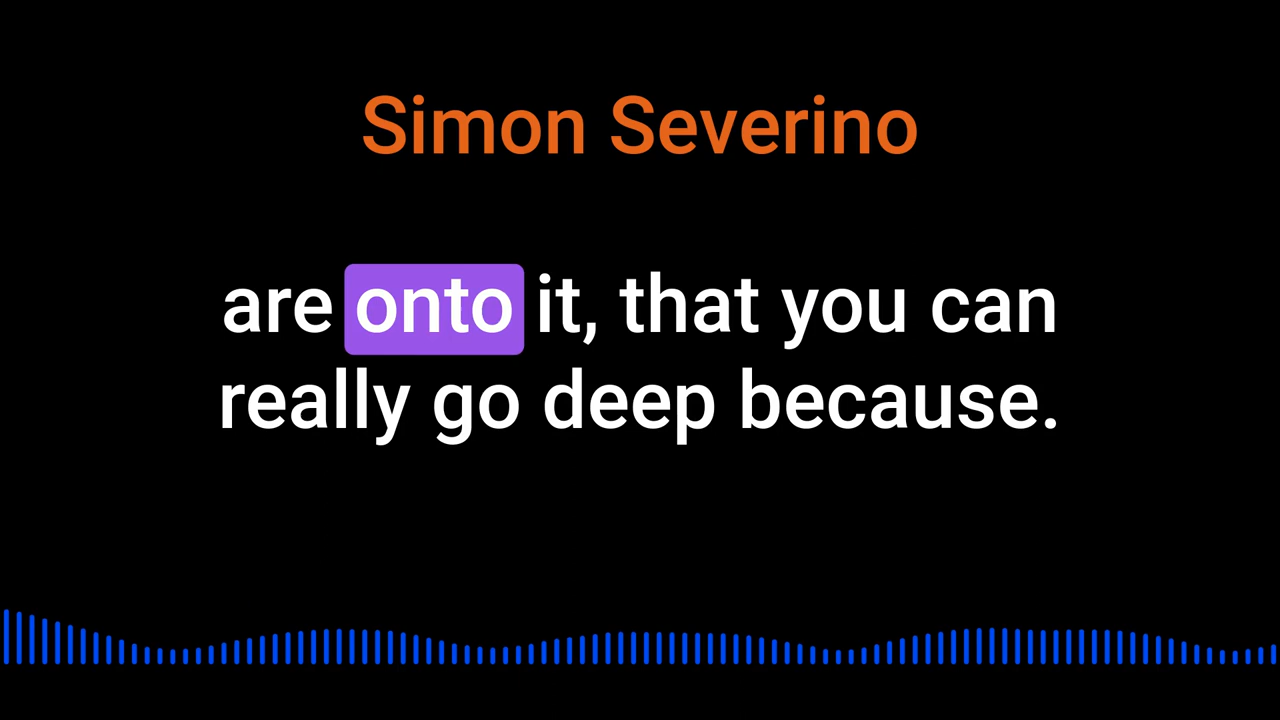 Simon Severino
are onto it, that you can
really go deep because.